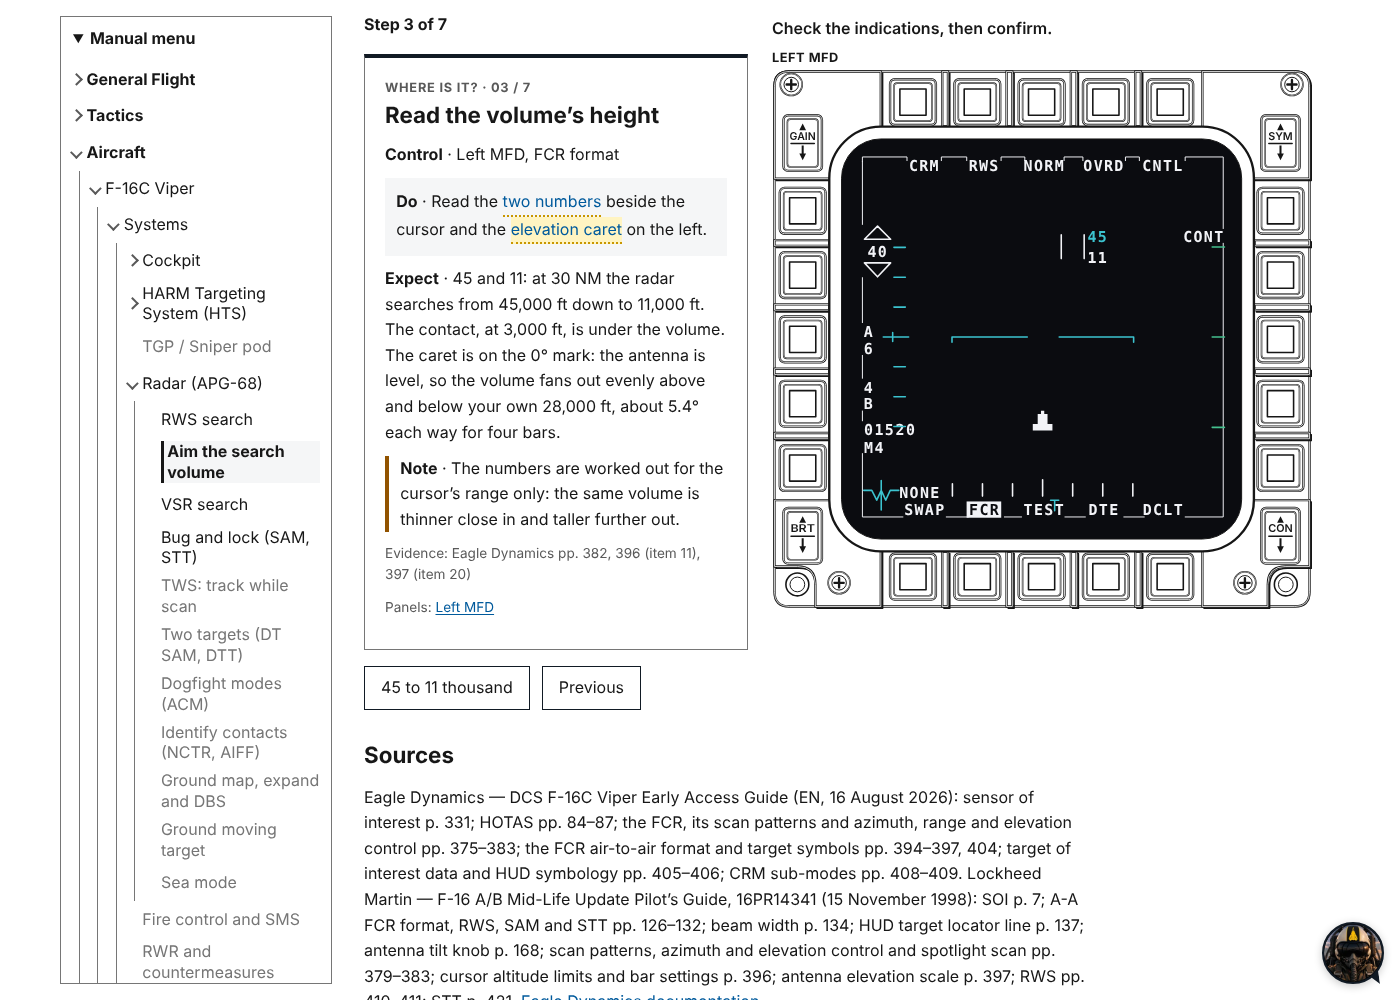 Manual menu
General Flight
Tactics
Aircraft
F-16C Viper
Systems
Cockpit
HARM Targeting
System (HTS)
TGP / Sniper pod
Radar (APG-68)
RWS search
Aim the search
volume
VSR search
Bug and lock (SAM,
STT)
TWS: track while
scan
Two targets (DT
SAM, DTT)
Dogfight modes
(ACM)
Identify contacts
(NCTR, AIFF)
Ground map, expand
and DBS
Ground moving
target
Sea mode
Fire control and SMS
RWR and
countermeasures
Step 3 of 7
WHERE IS IT? · 03 / 7
Read the volume’s height
Control · Left MFD, FCR format
Do · Read the two numbers beside the
cursor and the elevation caret on the left.
Expect · 45 and 11: at 30 NM the radar
searches from 45,000 ft down to 11,000 ft.
The contact, at 3,000 ft, is under the volume.
The caret is on the 0° mark: the antenna is
level, so the volume fans out evenly above
and below your own 28,000 ft, about 5.4°
each way for four bars.
Note · The numbers are worked out for the
cursor’s range only: the same volume is
thinner close in and taller further out.
Evidence: Eagle Dynamics pp. 382, 396 (item 11),
397 (item 20)
Panels: Left MFD
45 to 11 thousand
Previous
Check the indications, then confirm.
LEFT MFD
GAIN
SYM
CRM RWS NORM OVRD CNTL
40
45
11
CONT
A
6
4
B
01520
M4
NONE
SWAP FCR TEST DTE DCLT
BRT
CON
Sources
Eagle Dynamics — DCS F-16C Viper Early Access Guide (EN, 16 August 2026): sensor of
interest p. 331; HOTAS pp. 84–87; the FCR, its scan patterns and azimuth, range and elevation
control pp. 375–383; the FCR air-to-air format and target symbols pp. 394–397, 404; target of
interest data and HUD symbology pp. 405–406; CRM sub-modes pp. 408–409. Lockheed
Martin — F-16 A/B Mid-Life Update Pilot’s Guide, 16PR14341 (15 November 1998): SOI p. 7; A-A
FCR format, RWS, SAM and STT pp. 126–132; beam width p. 134; HUD target locator line p. 137;
antenna tilt knob p. 168; scan patterns, azimuth and elevation control and spotlight scan pp.
379–383; cursor altitude limits and bar settings p. 396; antenna elevation scale p. 397; RWS pp.
410–411; STT p. 421. Eagle Dynamics documentation